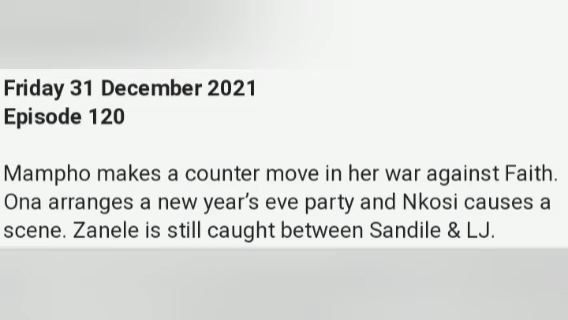 Friday 31 December 2021
Episode 120
Mampho makes a counter move in her war against Faith.
Ona arranges a new year's eve party and Nkosi causes a
scene. Zanele is still caught between Sandile & LJ.